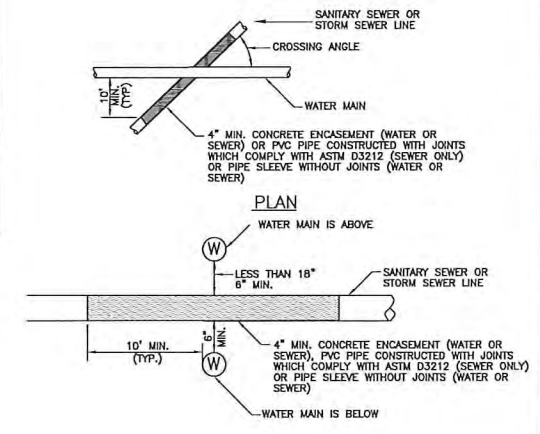 SANITARY SEWER OR
STORM SEWER LINE
CROSSING ANGLE
10'
MIN.
(TYP.)
WATER MAIN
4" MIN. CONCRETE ENCASEMENT (WATER OR
SEWER) OR PVC PIPE CONSTRUCTED WITH JOINTS
WHICH COMPLY WITH ASTM D3212 (SEWER ONLY)
OR PIPE SLEEVE WITHOUT JOINTS (WATER OR
SEWER)
PLAN
WATER MAIN IS ABOVE
W
LESS THAN 18"
6" MIN.
SANITARY SEWER OR
STORM SEWER LINE
10' MIN.
(TYP.)
6"
MIN.
W
4" MIN. CONCRETE ENCASEMENT (WATER OR
SEWER), PVC PIPE CONSTRUCTED WITH JOINTS
WHICH COMPLY WITH ASTM D3212 (SEWER ONLY)
OR PIPE SLEEVE WITHOUT JOINTS (WATER OR
SEWER)
WATER MAIN IS BELOW